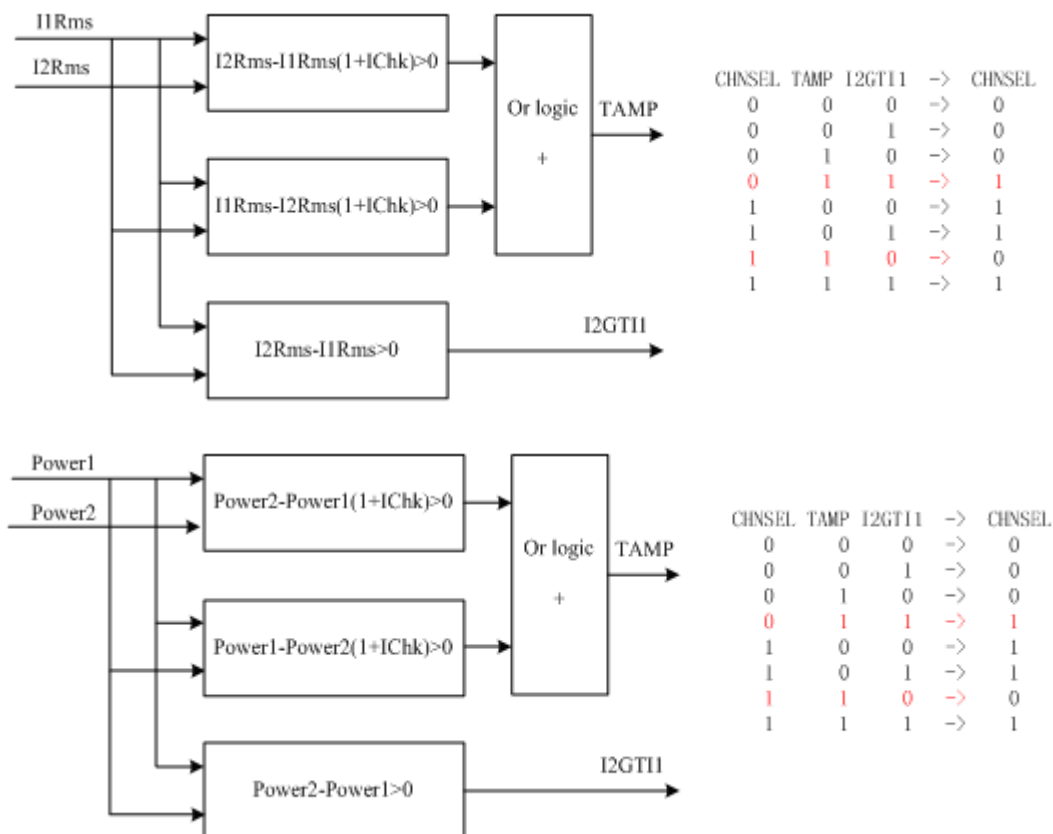 I1Rms
I2Rms
I2Rms-I1Rms(1+IChk)>0
I1Rms-I2Rms(1+IChk)>0
I2Rms-I1Rms>0
Or logic
+
TAMP
I2GTI1
CHNSEL TAMP I2GTI1 -> CHNSEL
0 0 0 -> 0
0 0 1 -> 0
0 1 0 -> 0
0 1 1 -> 1
1 0 0 -> 1
1 0 1 -> 1
1 1 0 -> 0
1 1 1 -> 1
Power1
Power2
Power2-Power1(1+IChk)>0
Power1-Power2(1+IChk)>0
Power2-Power1>0
Or logic
+
TAMP
I2GTI1
CHNSEL TAMP I2GTI1 -> CHNSEL
0 0 0 -> 0
0 0 1 -> 0
0 1 0 -> 0
0 1 1 -> 1
1 0 0 -> 1
1 0 1 -> 1
1 1 0 -> 0
1 1 1 -> 1